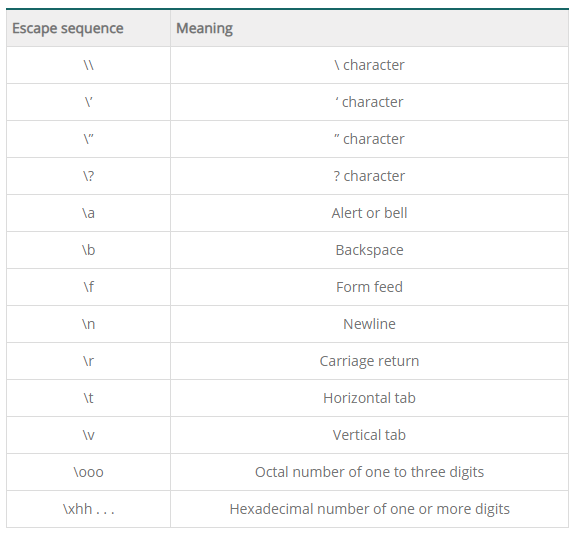 Escape sequence Meaning
\\ \ character
\’ ‘ character
\” ” character
\? ? character
\a Alert or bell
\b Backspace
\f Form feed
\n Newline
\r Carriage return
\t Horizontal tab
\v Vertical tab
\ooo Octal number of one to three digits
\xhh . . . Hexadecimal number of one or more digits